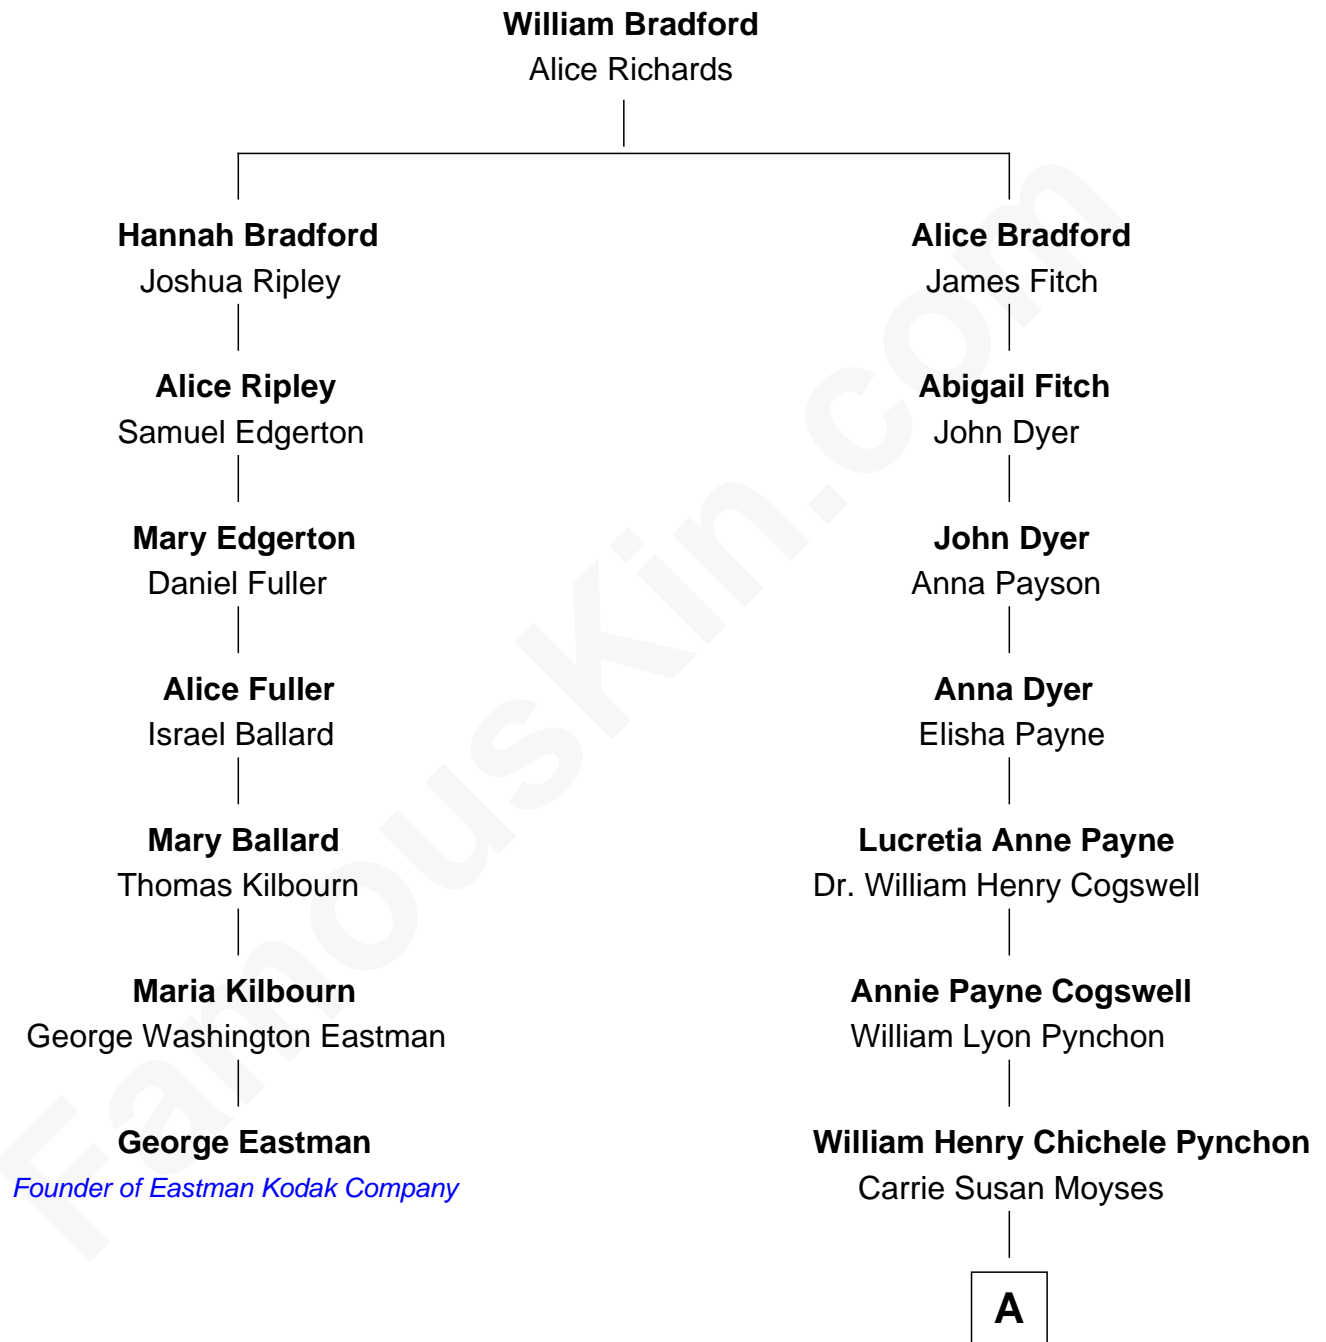 William Bradford
Alice Richards
Hannah Bradford
Joshua Ripley
Alice Bradford
James Fitch
Alice Ripley
Samuel Edgerton
Abigail Fitch
John Dyer
Mary Edgerton
Daniel Fuller
John Dyer
Anna Payson
Alice Fuller
Israel Ballard
Anna Dyer
Elisha Payne
Mary Ballard
Thomas Kilbourn
Lucretia Anne Payne
Dr. William Henry Cogswell
Maria Kilbourn
George Washington Eastman
Annie Payne Cogswell
William Lyon Pynchon
George Eastman
Founder of Eastman Kodak Company
William Henry Chichele Pynchon
Carrie Susan Moyses
A
FamousKin.com